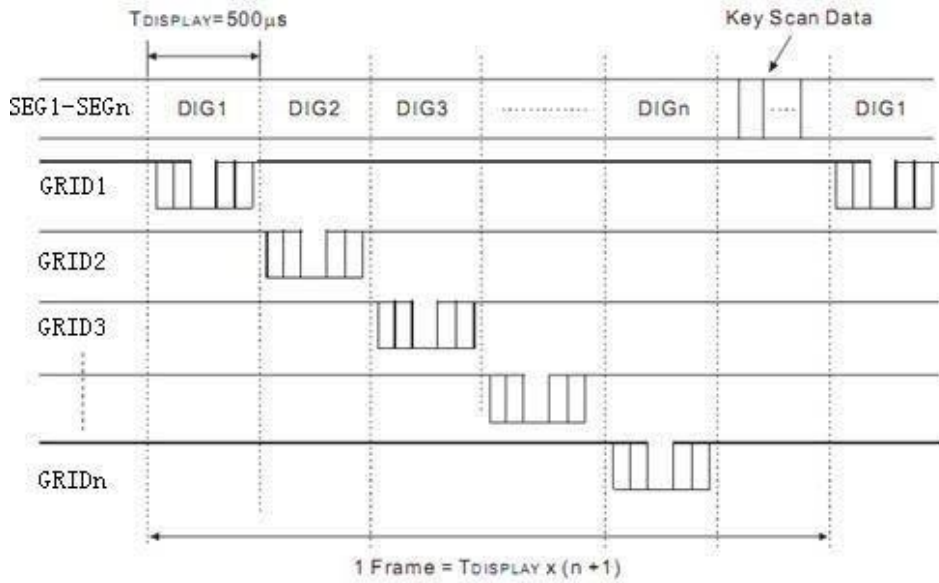 TDISPLAY=500μs
Key Scan Data
SEG1-SEGn DIG1 DIG2 DIG3 ............ DIGn .... DIG1
GRID1
GRID2
GRID3
GRIDn
1 Frame = TDISPLAY x (n +1)